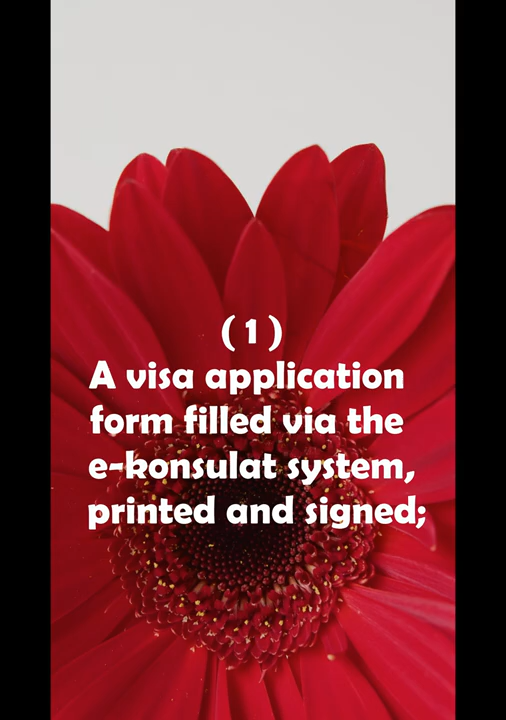 ( 1 )
A visa application
form filled via the
e-konsulat system,
printed and signed;